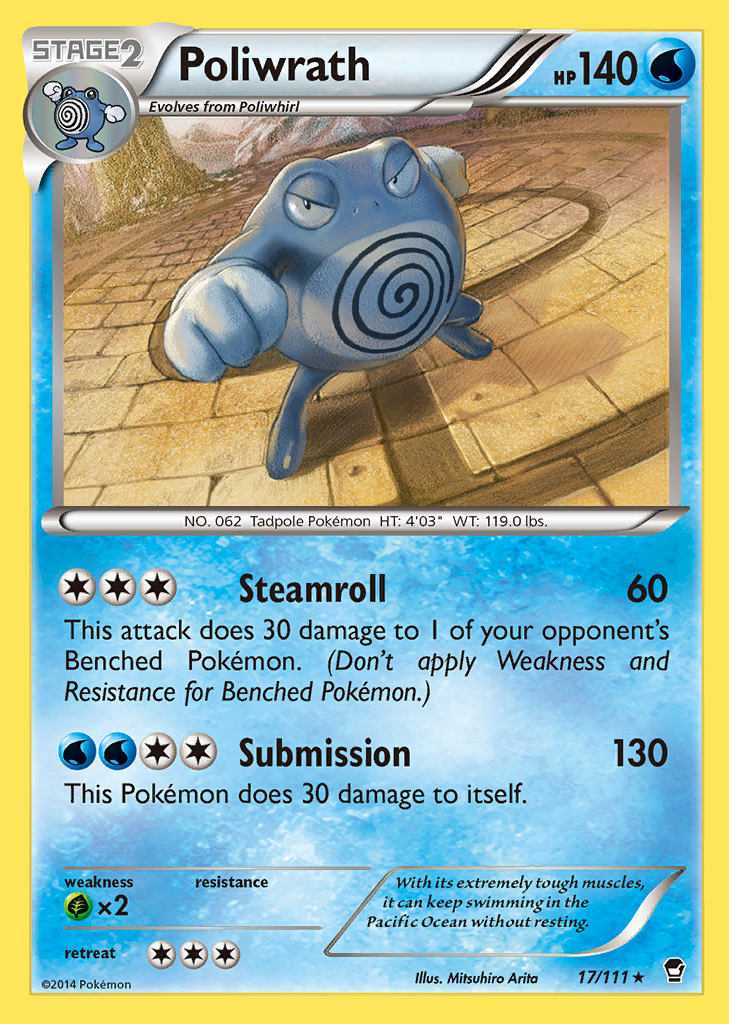 STAGE2
Poliwrath
HP140
Evolves from Poliwhirl
NO. 062 Tadpole Pokémon HT: 4'03" WT: 119.0 lbs.
Steamroll 60
This attack does 30 damage to 1 of your opponent's
Benched Pokémon. (Don't apply Weakness and
Resistance for Benched Pokémon.)
Submission 130
This Pokémon does 30 damage to itself.
weakness resistance
×2
With its extremely tough muscles,
it can keep swimming in the
Pacific Ocean without resting.
retreat
©2014 Pokémon
Illus. Mitsuhiro Arita
17/111 ★